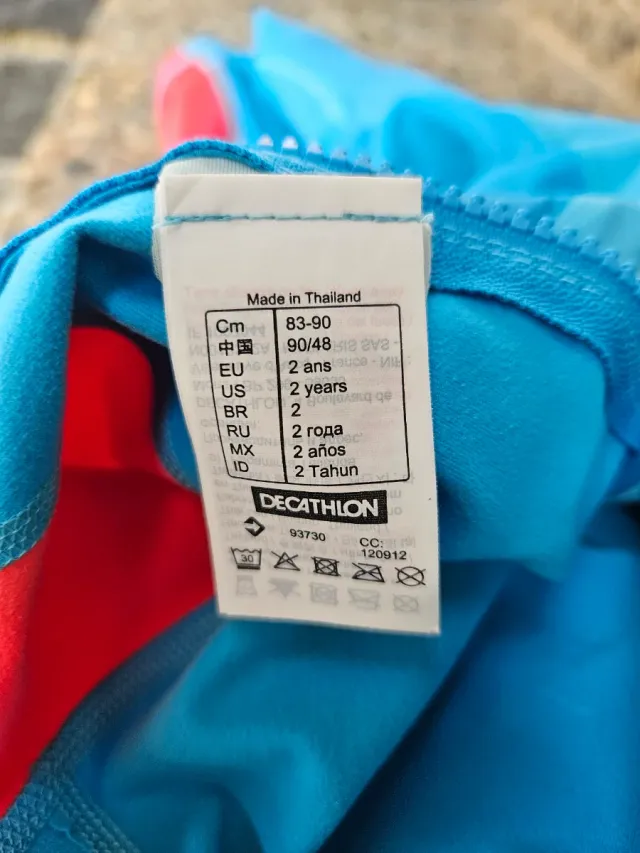 Made in Thailand
Cm 83-90
中国 90/48
EU 2 ans
US 2 years
BR 2
RU 2 года
MX 2 años
ID 2 Tahun
DECATHLON
93730 CC:
120912
30